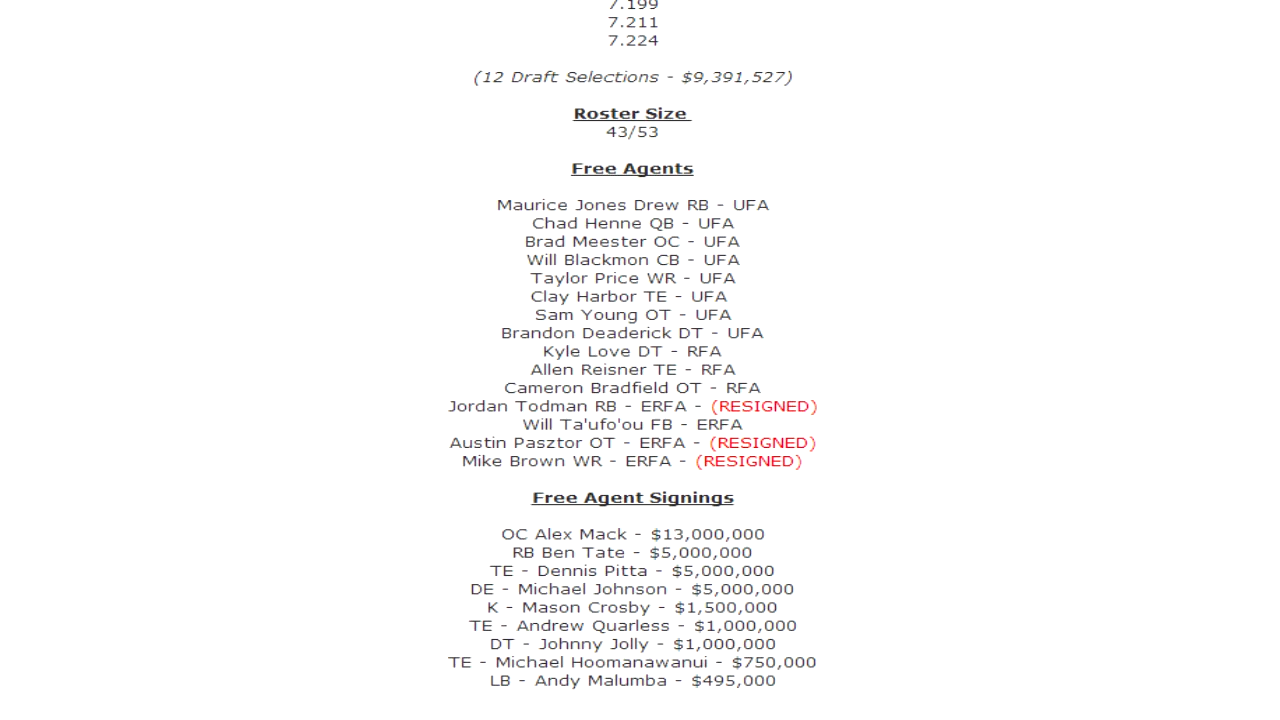 7.199
7.211
7.224
(12 Draft Selections - $9,391,527)
Roster Size
43/53
Free Agents
Maurice Jones Drew RB - UFA
Chad Henne QB - UFA
Brad Meester OC - UFA
Will Blackmon CB - UFA
Taylor Price WR - UFA
Clay Harbor TE - UFA
Sam Young OT - UFA
Brandon Deaderick DT - UFA
Kyle Love DT - RFA
Allen Reisner TE - RFA
Cameron Bradfield OT - RFA
Jordan Todman RB - ERFA - (RESIGNED)
Will Ta'ufo'ou FB - ERFA
Austin Pasztor OT - ERFA - (RESIGNED)
Mike Brown WR - ERFA - (RESIGNED)
Free Agent Signings
OC Alex Mack - $13,000,000
RB Ben Tate - $5,000,000
TE - Dennis Pitta - $5,000,000
DE - Michael Johnson - $5,000,000
K - Mason Crosby - $1,500,000
TE - Andrew Quarless - $1,000,000
DT - Johnny Jolly - $1,000,000
TE - Michael Hoomanawanui - $750,000
LB - Andy Malumba - $495,000